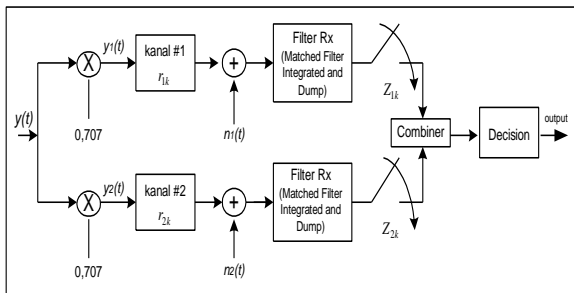 y(t)
y1(t)
0,707
kanal #1
r1k
n1(t)
Filter Rx
(Matched Filter
Integrated and
Dump)
Z1k
y2(t)
0,707
kanal #2
r2k
n2(t)
Filter Rx
(Matched Filter
Integrated and
Dump)
Z2k
Combiner
Decision
output